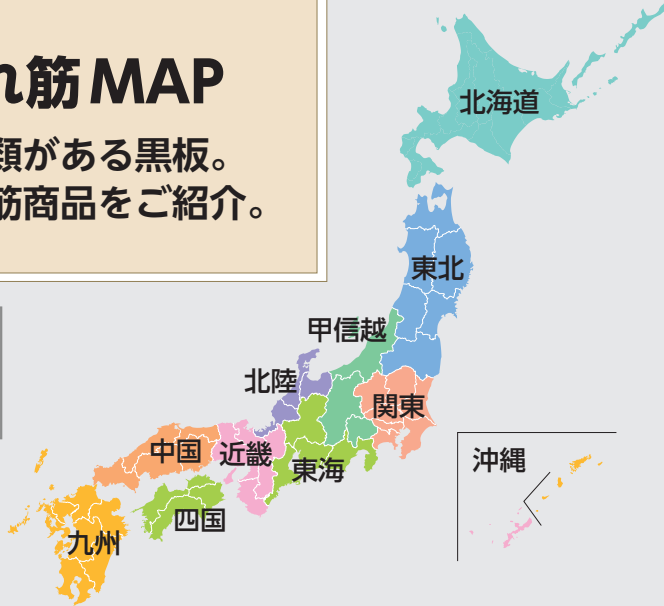 れ筋MAP
類がある黒板。
筋商品をご紹介。
北海道
東北
甲信越
北陸
関東
中国
近畿
東海
沖縄
四国
九州